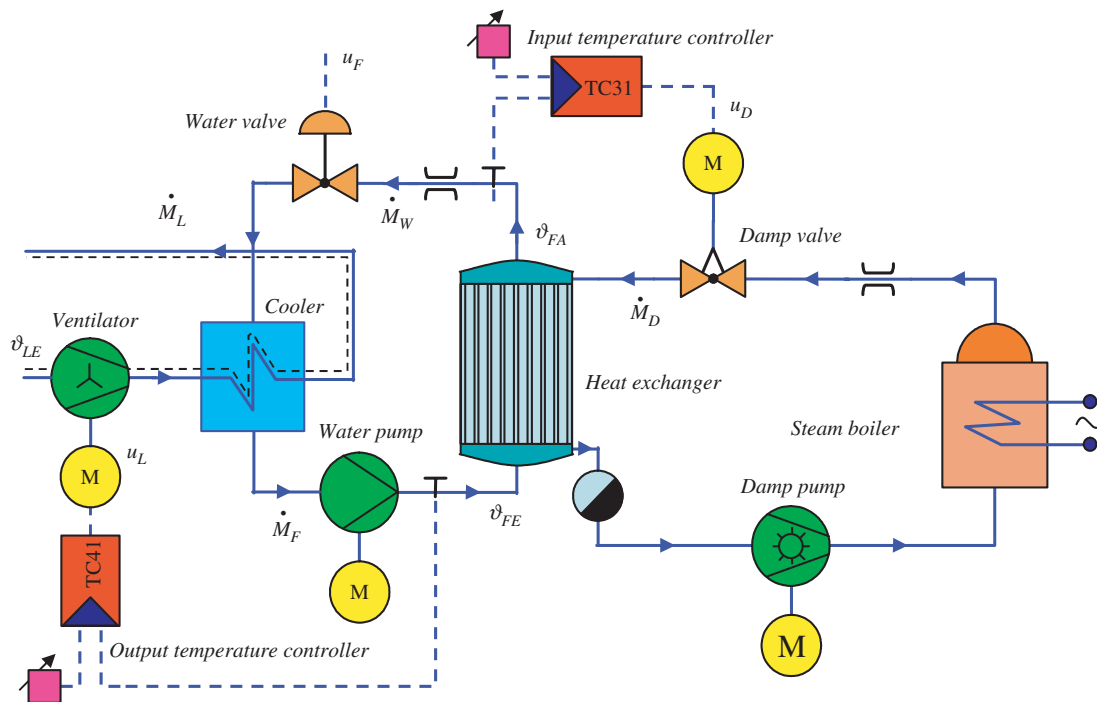 Input temperature controller
u_F
TC31
u_D
Water valve
M
Ṁ_L
Ṁ_W
ϑ_FA
Damp valve
Ṁ_D
Ventilator
Cooler
ϑ_LE
Heat exchanger
Steam boiler
Water pump
u_L
M
Damp pump
Ṁ_F
ϑ_FE
TC41
M
M
Output temperature controller